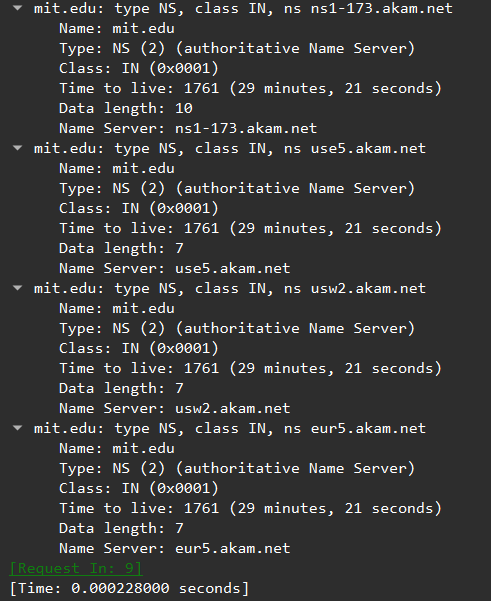 mit.edu: type NS, class IN, ns ns1-173.akam.net
Name: mit.edu
Type: NS (2) (authoritative Name Server)
Class: IN (0x0001)
Time to live: 1761 (29 minutes, 21 seconds)
Data length: 10
Name Server: ns1-173.akam.net
mit.edu: type NS, class IN, ns use5.akam.net
Name: mit.edu
Type: NS (2) (authoritative Name Server)
Class: IN (0x0001)
Time to live: 1761 (29 minutes, 21 seconds)
Data length: 7
Name Server: use5.akam.net
mit.edu: type NS, class IN, ns usw2.akam.net
Name: mit.edu
Type: NS (2) (authoritative Name Server)
Class: IN (0x0001)
Time to live: 1761 (29 minutes, 21 seconds)
Data length: 7
Name Server: usw2.akam.net
mit.edu: type NS, class IN, ns eur5.akam.net
Name: mit.edu
Type: NS (2) (authoritative Name Server)
Class: IN (0x0001)
Time to live: 1761 (29 minutes, 21 seconds)
Data length: 7
Name Server: eur5.akam.net
[Request In: 9]
[Time: 0.000228000 seconds]